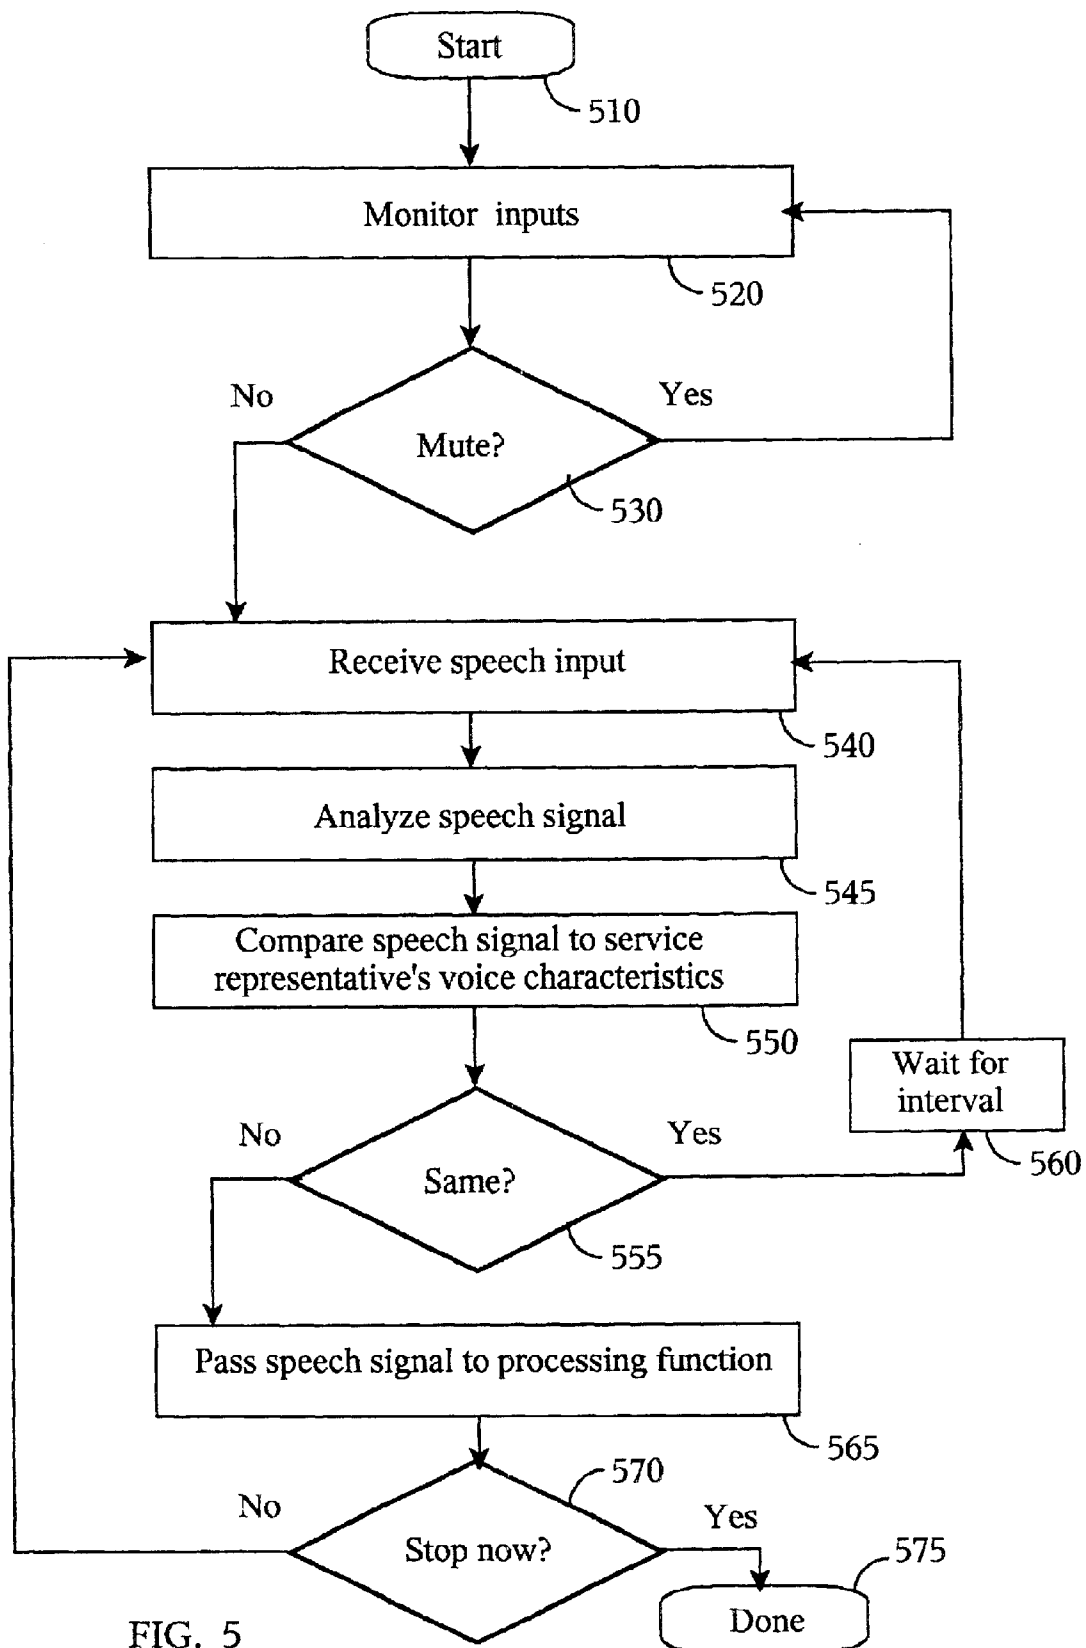 Start
510
Monitor inputs
520
No
Yes
Mute?
530
Receive speech input
540
Analyze speech signal
545
Compare speech signal to service
representative's voice characteristics
550
Wait for
interval
560
No
Yes
Same?
555
Pass speech signal to processing function
565
570
No
Yes
Stop now?
575
Done
FIG. 5